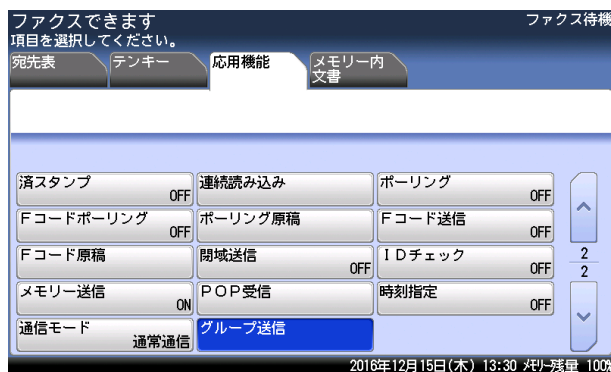 ファクスできます
ファクス待機
項目を選択してください。
宛先表
テンキー
応用機能
メモリー内
文書
済スタンプ
OFF
連続読み込み
ポーリング
OFF
Fコードポーリング
OFF
ポーリング原稿
Fコード送信
OFF
Fコード原稿
閉域送信
OFF
IDチェック
OFF
2
2
メモリー送信
ON
POP受信
時刻指定
OFF
通信モード
通常通信
グループ送信
2016年12月15日(木) 13:30 メモリー残量 100%